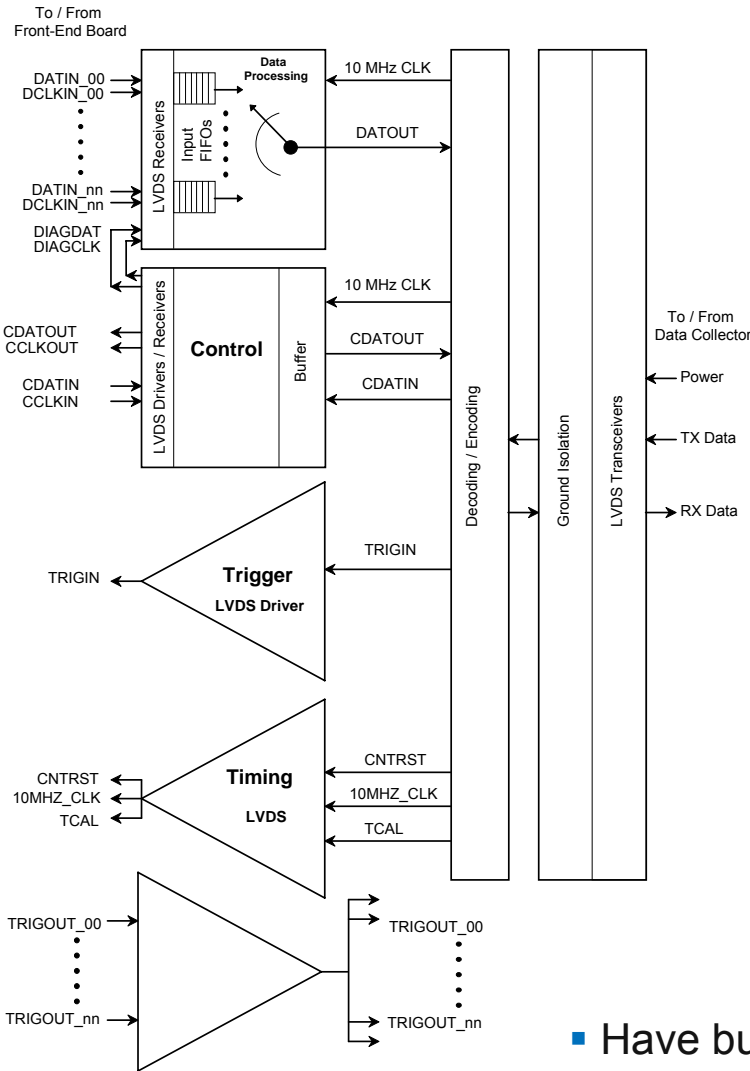 To / From
Front-End Board
DATIN_00
DCLKIN_00
DATIN_nn
DCLKIN_nn
DIAGDAT
DIAGCLK
LVDS Receivers
Input
FIFOs
Data
Processing
10 MHz CLK
DATOUT
CDATOUT
CCLKOUT
CDATIN
CCLKIN
LVDS Drivers / Receivers
Control
Buffer
10 MHz CLK
CDATOUT
CDATIN
Decoding / Encoding
Ground Isolation
LVDS Transceivers
To / From
Data Collector
Power
TX Data
RX Data
TRIGIN
Trigger
LVDS Driver
TRIGIN
CNTRST
10MHZ_CLK
TCAL
Timing
LVDS
CNTRST
10MHZ_CLK
TCAL
TRIGOUT_00
TRIGOUT_nn
TRIGOUT_00
TRIGOUT_nn
▪ Have bu